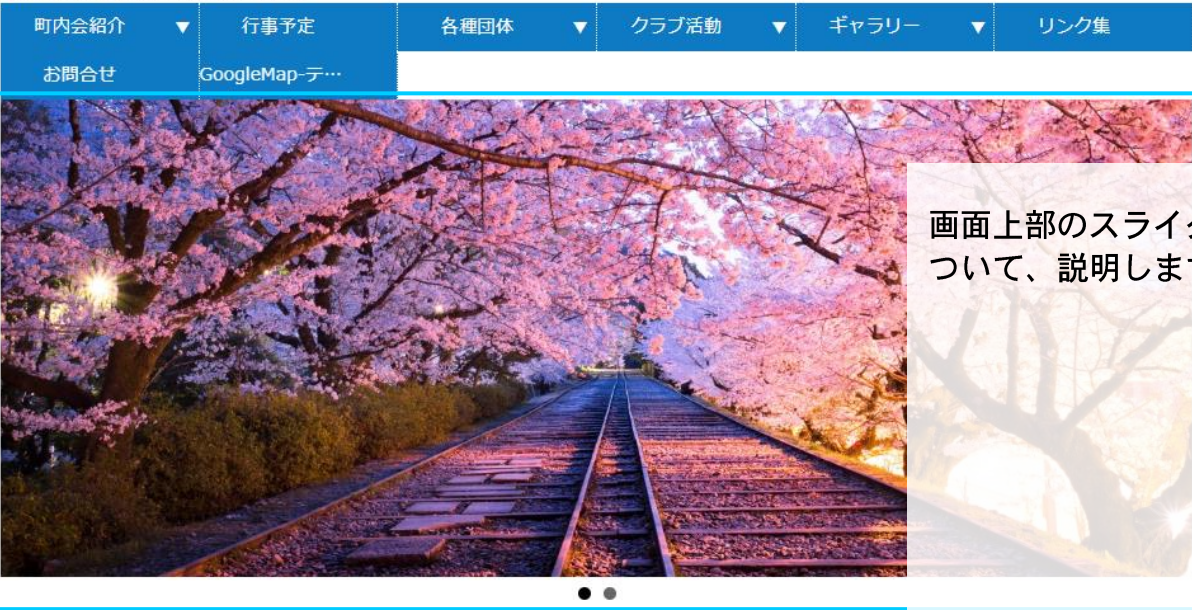 町内会紹介 ▼ 行事予定 各種団体 ▼ クラブ活動 ▼ ギャラリー ▼ リンク集
お問合せ GoogleMap-テ…
画面上部のスライ
ついて、説明しま